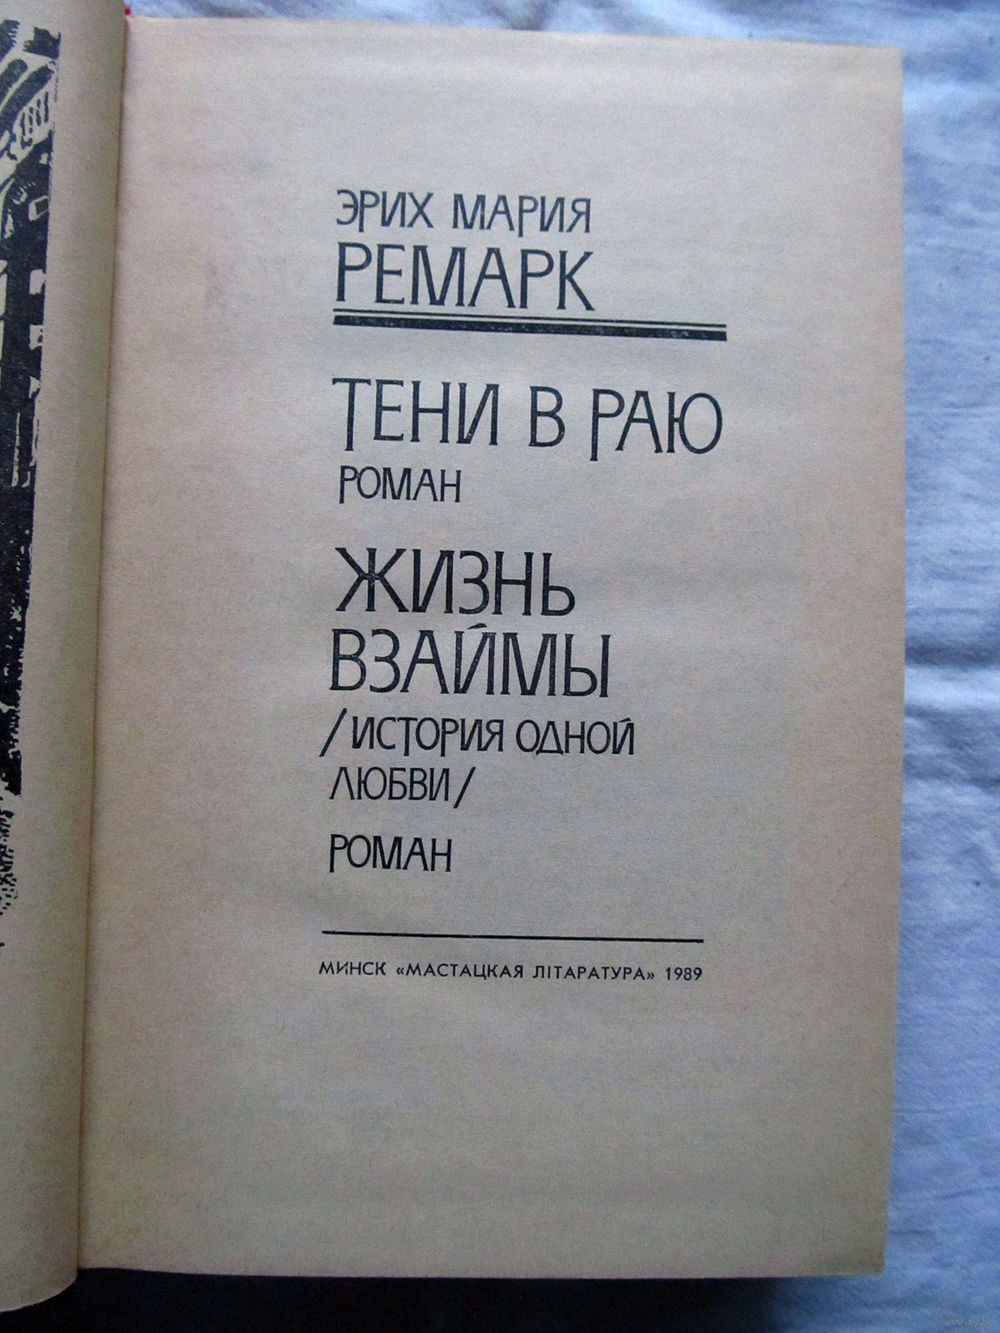 ЭРИХ МАРИЯ
РЕМАРК
ТЕНИ В РАЮ
РОМАН
ЖИЗНЬ
ВЗАЙМЫ
/ИСТОРИЯ ОДНОЙ
ЛЮБВИ/
РОМАН
МИНСК «МАСТАЦКАЯ ЛІТАРАТУРА» 1989